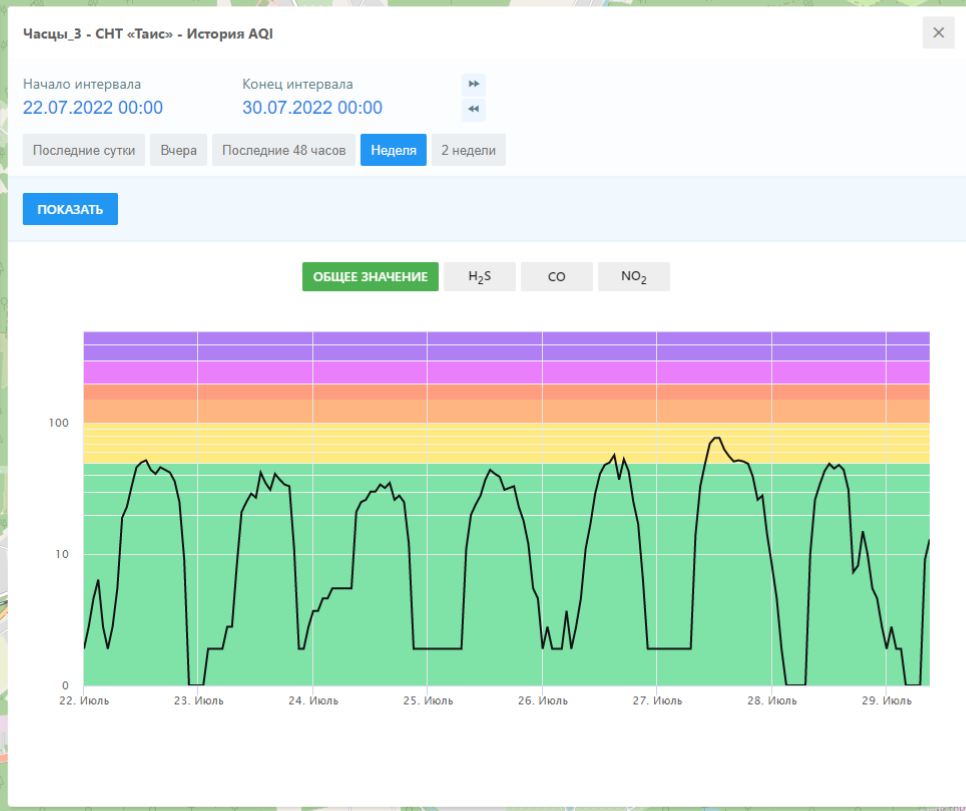 Часцы_3 - СНТ «Таис» - История AQI
×
Начало интервала
Конец интервала
22.07.2022 00:00
30.07.2022 00:00
Последние сутки
Вчера
Последние 48 часов
Неделя
2 недели
ПОКАЗАТЬ
ОБЩЕЕ ЗНАЧЕНИЕ
H₂S
CO
NO₂
100
10
0
22. Июль
23. Июль
24. Июль
25. Июль
26. Июль
27. Июль
28. Июль
29. Июль